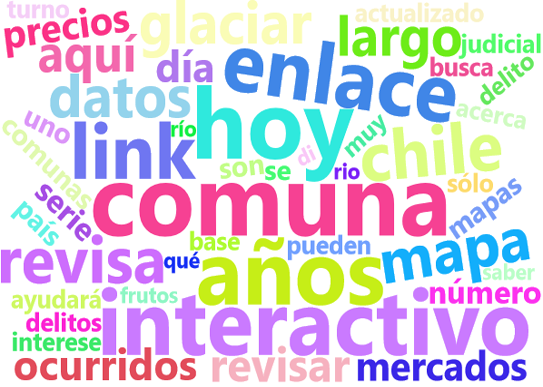 turno
precios
glaciar
actualizado
aquí
día
enlace
largo
judicial
busca
delito
datos
hoy
acerca
uno
link
río
muy
chile
comunas
son
se
di
rio
sólo
mapas
serie
comuna
país
revisa
qué
base
años
pueden
mapa
saber
ayudará
frutos
interactivo
número
delitos
interese
ocurridos
revisar
mercados